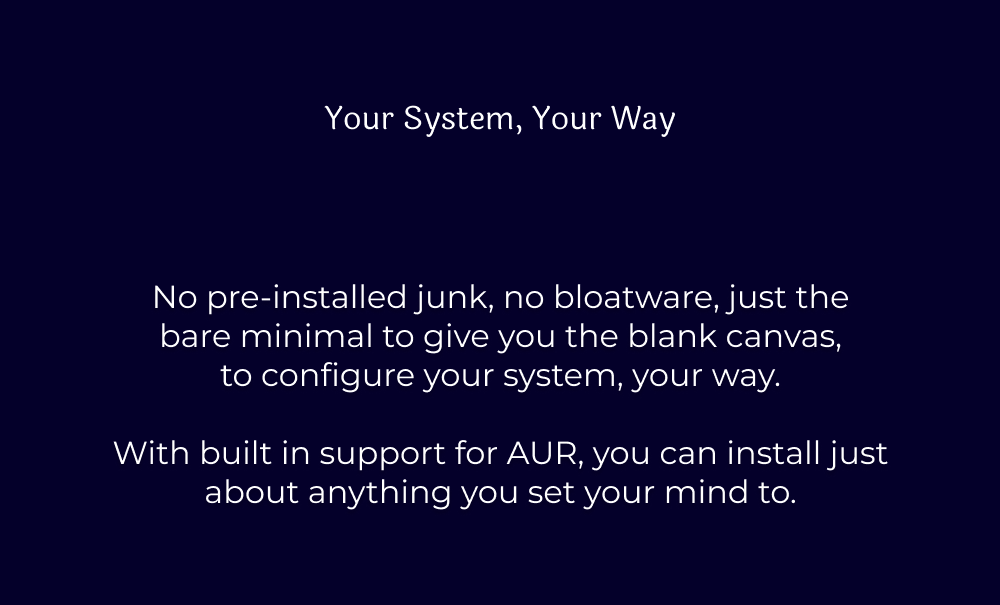 Your System, Your Way
No pre-installed junk, no bloatware, just the
bare minimal to give you the blank canvas,
to configure your system, your way.
With built in support for AUR, you can install just
about anything you set your mind to.